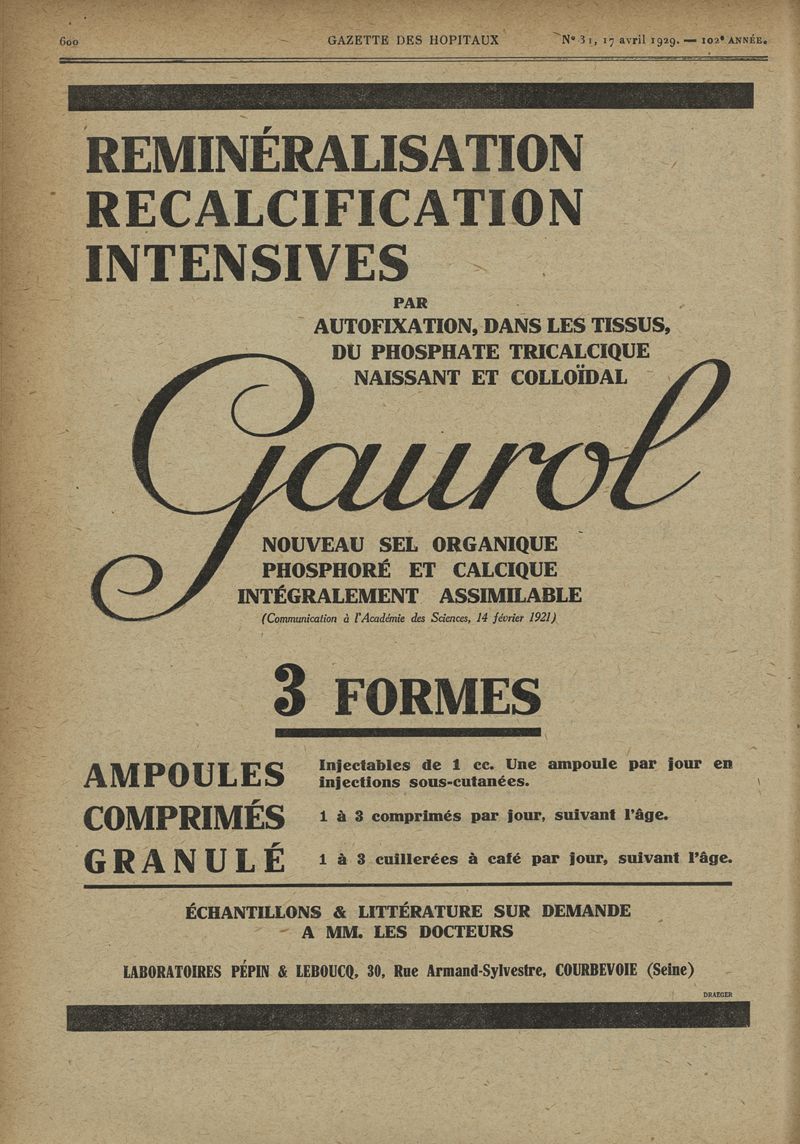 600 GAZETTE DES HOPITAUX N° 31, 17 avril 1929. — 102e ANNÉE.
REMINÉRALISATION
RECALCIFICATION
INTENSIVES
PAR
AUTOFIXATION, DANS LES TISSUS,
DU PHOSPHATE TRICALCIQUE
NAISSANT ET COLLOÏDAL
Gaurol
NOUVEAU SEL ORGANIQUE
PHOSPHORÉ ET CALCIQUE
INTÉGRALEMENT ASSIMILABLE
(Communication à l'Académie des Sciences, 14 février 1921)
3 FORMES
AMPOULES Injectables de 1 cc. Une ampoule par jour en
injections sous-cutanées.
COMPRIMÉS 1 à 3 comprimés par jour, suivant l'âge.
GRANULÉ 1 à 3 cuillerées à café par jour, suivant l'âge.
ÉCHANTILLONS & LITTÉRATURE SUR DEMANDE
A MM. LES DOCTEURS
LABORATOIRES PÉPIN & LEBOUCQ, 30, Rue Armand-Sylvestre, COURBEVOIE (Seine)
DRAEGER